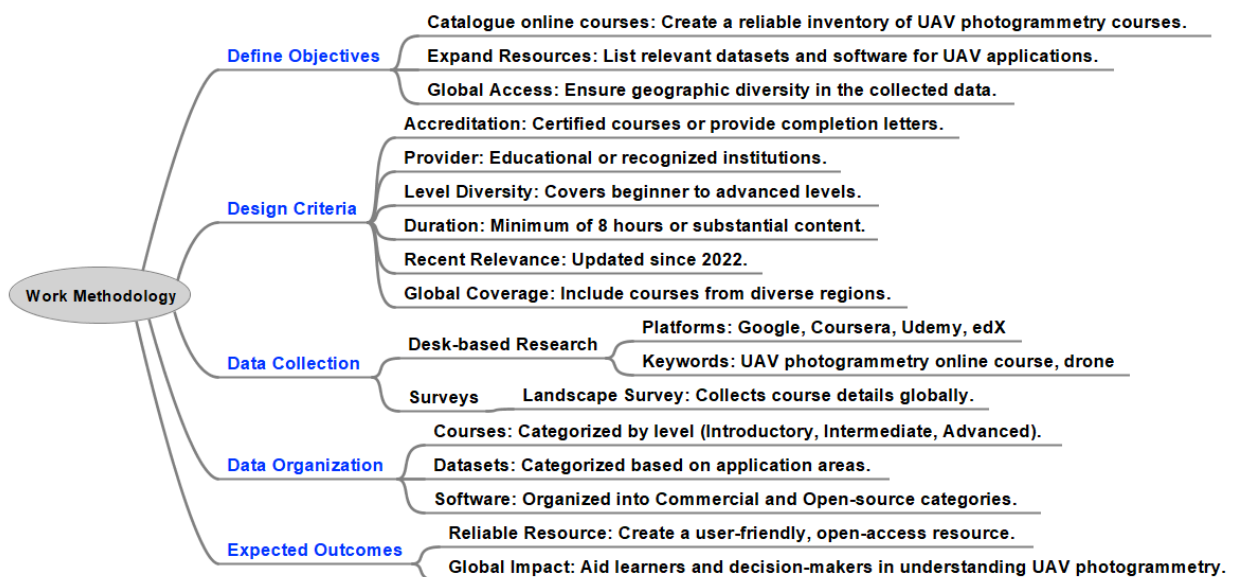 Work Methodology
Define Objectives
Catalogue online courses: Create a reliable inventory of UAV photogrammetry courses.
Expand Resources: List relevant datasets and software for UAV applications.
Global Access: Ensure geographic diversity in the collected data.
Design Criteria
Accreditation: Certified courses or provide completion letters.
Provider: Educational or recognized institutions.
Level Diversity: Covers beginner to advanced levels.
Duration: Minimum of 8 hours or substantial content.
Recent Relevance: Updated since 2022.
Global Coverage: Include courses from diverse regions.
Data Collection
Desk-based Research
Platforms: Google, Coursera, Udemy, edX
Keywords: UAV photogrammetry online course, drone
Surveys
Landscape Survey: Collects course details globally.
Data Organization
Courses: Categorized by level (Introductory, Intermediate, Advanced).
Datasets: Categorized based on application areas.
Software: Organized into Commercial and Open-source categories.
Expected Outcomes
Reliable Resource: Create a user-friendly, open-access resource.
Global Impact: Aid learners and decision-makers in understanding UAV photogrammetry.